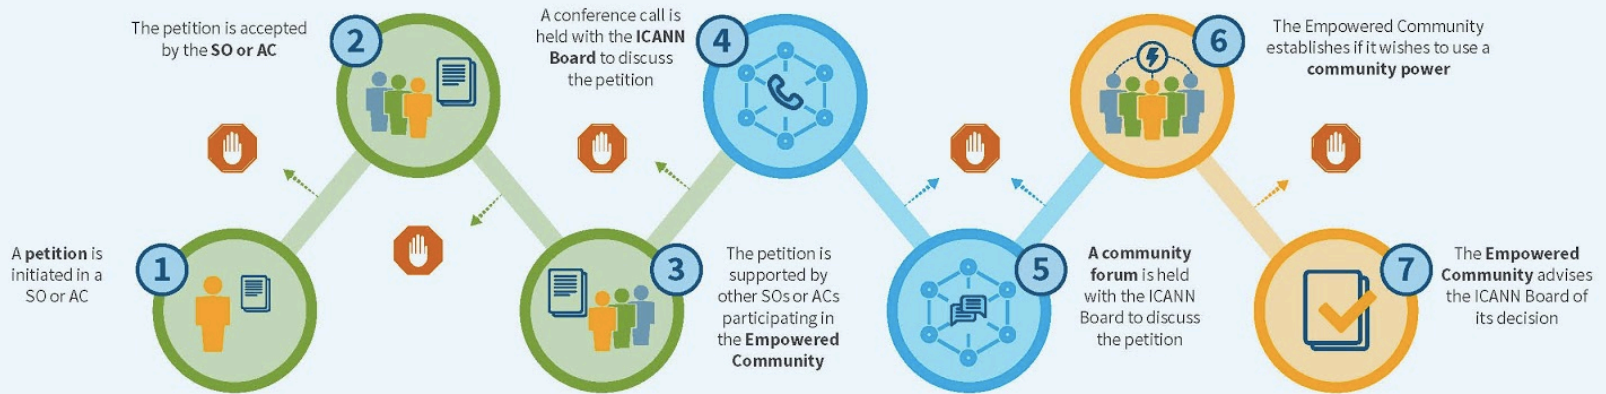 1
A petition is
initiated in a
SO or AC
2
The petition is accepted
by the SO or AC
3
The petition is
supported by
other SOs or ACs
participating in
the Empowered
Community
4
A conference call is
held with the ICANN
Board to discuss
the petition
5
A community
forum is held
with the ICANN
Board to discuss
the petition
6
The Empowered Community
establishes if it wishes to use a
community power
7
The Empowered
Community advises
the ICANN Board of
its decision